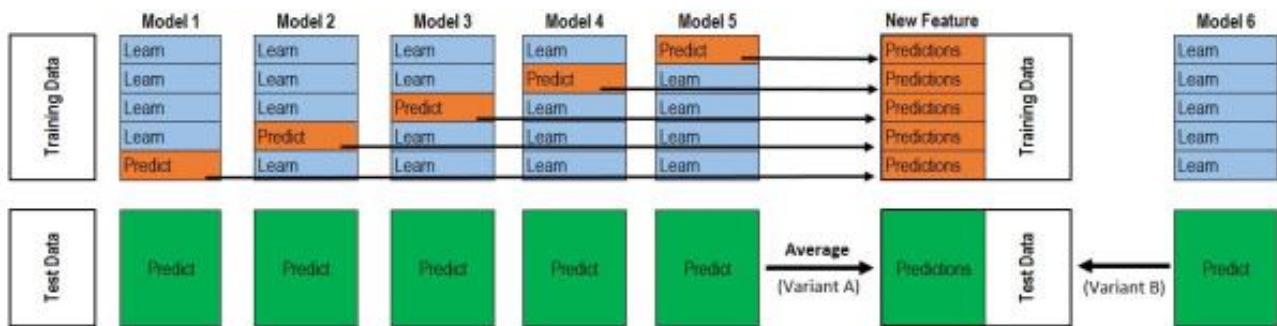 Model 1 Model 2 Model 3 Model 4 Model 5 New Feature Model 6
Training Data
Learn Learn Learn Learn Predict Predictions Learn
Learn Learn Learn Predict Learn Predictions Learn
Learn Learn Predict Learn Learn Predictions Learn
Learn Predict Learn Learn Learn Predictions Learn
Predict Learn Learn Learn Learn Predictions Learn
Training Data
Test Data
Predict Predict Predict Predict Predict Average Predictions Predict
(Variant A) (Variant B)
Test Data